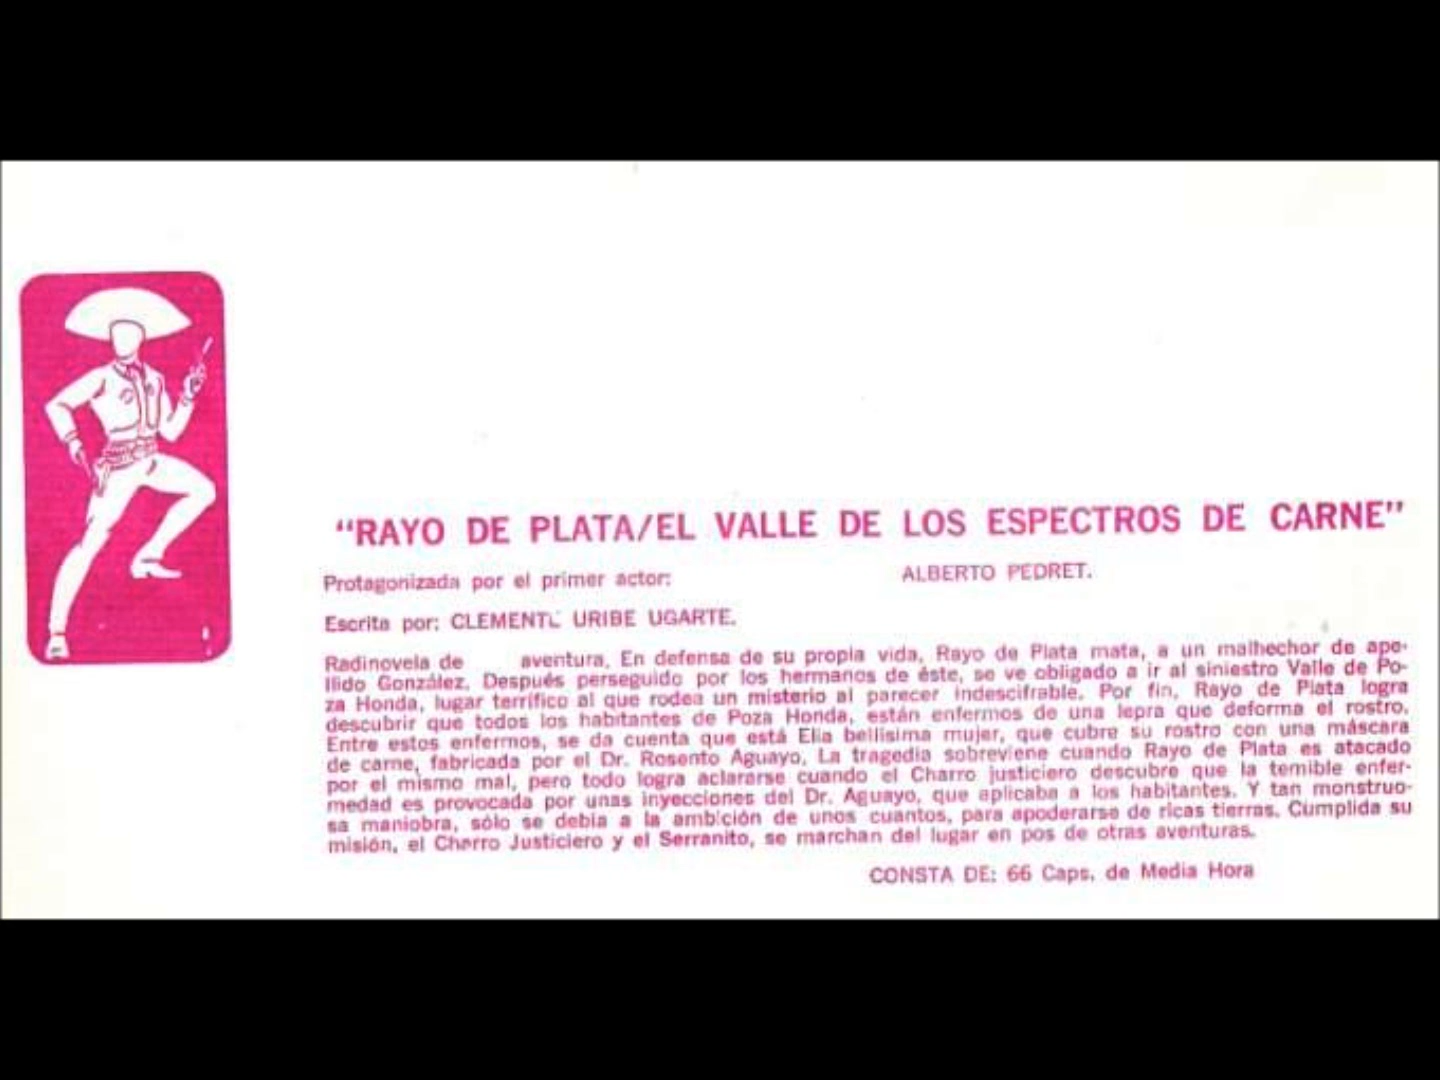 “RAYO DE PLATA/EL VALLE DE LOS ESPECTROS DE CARNE”
Protagonizada por el primer actor: ALBERTO PEDRET.
Escrita por: CLEMENTE URIBE UGARTE.
Radinovela de aventura. En defensa de su propia vida, Rayo de Plata mata, a un malhechor de ape-
llido González. Después perseguido por los hermanos de éste, se ve obligado a ir al siniestro Valle de Po-
za Honda, lugar terrífico al que rodea un misterio al parecer indescifrable. Por fin, Rayo de Plata logra
descubrir que todos los habitantes de Poza Honda, están enfermos de una lepra que deforma el rostro.
Entre estos enfermos, se da cuenta que está Elia bellísima mujer, que cubre su rostro con una máscara
de carne, fabricada por el Dr. Rosento Aguayo. La tragedia sobreviene cuando Rayo de Plata es atacado
por el mismo mal, pero todo logra aclararse cuando el Charro justiciero descubre que la temible enfer-
medad es provocada por unas inyecciones del Dr. Aguayo, que aplicaba a los habitantes. Y tan monstruo-
sa maniobra, sólo se debía a la ambición de unos cuantos, para apoderarse de ricas tierras. Cumplida su
misión, el Charro Justiciero y el Serranito, se marchan del lugar en pos de otras aventuras.
CONSTA DE: 66 Caps. de Media Hora